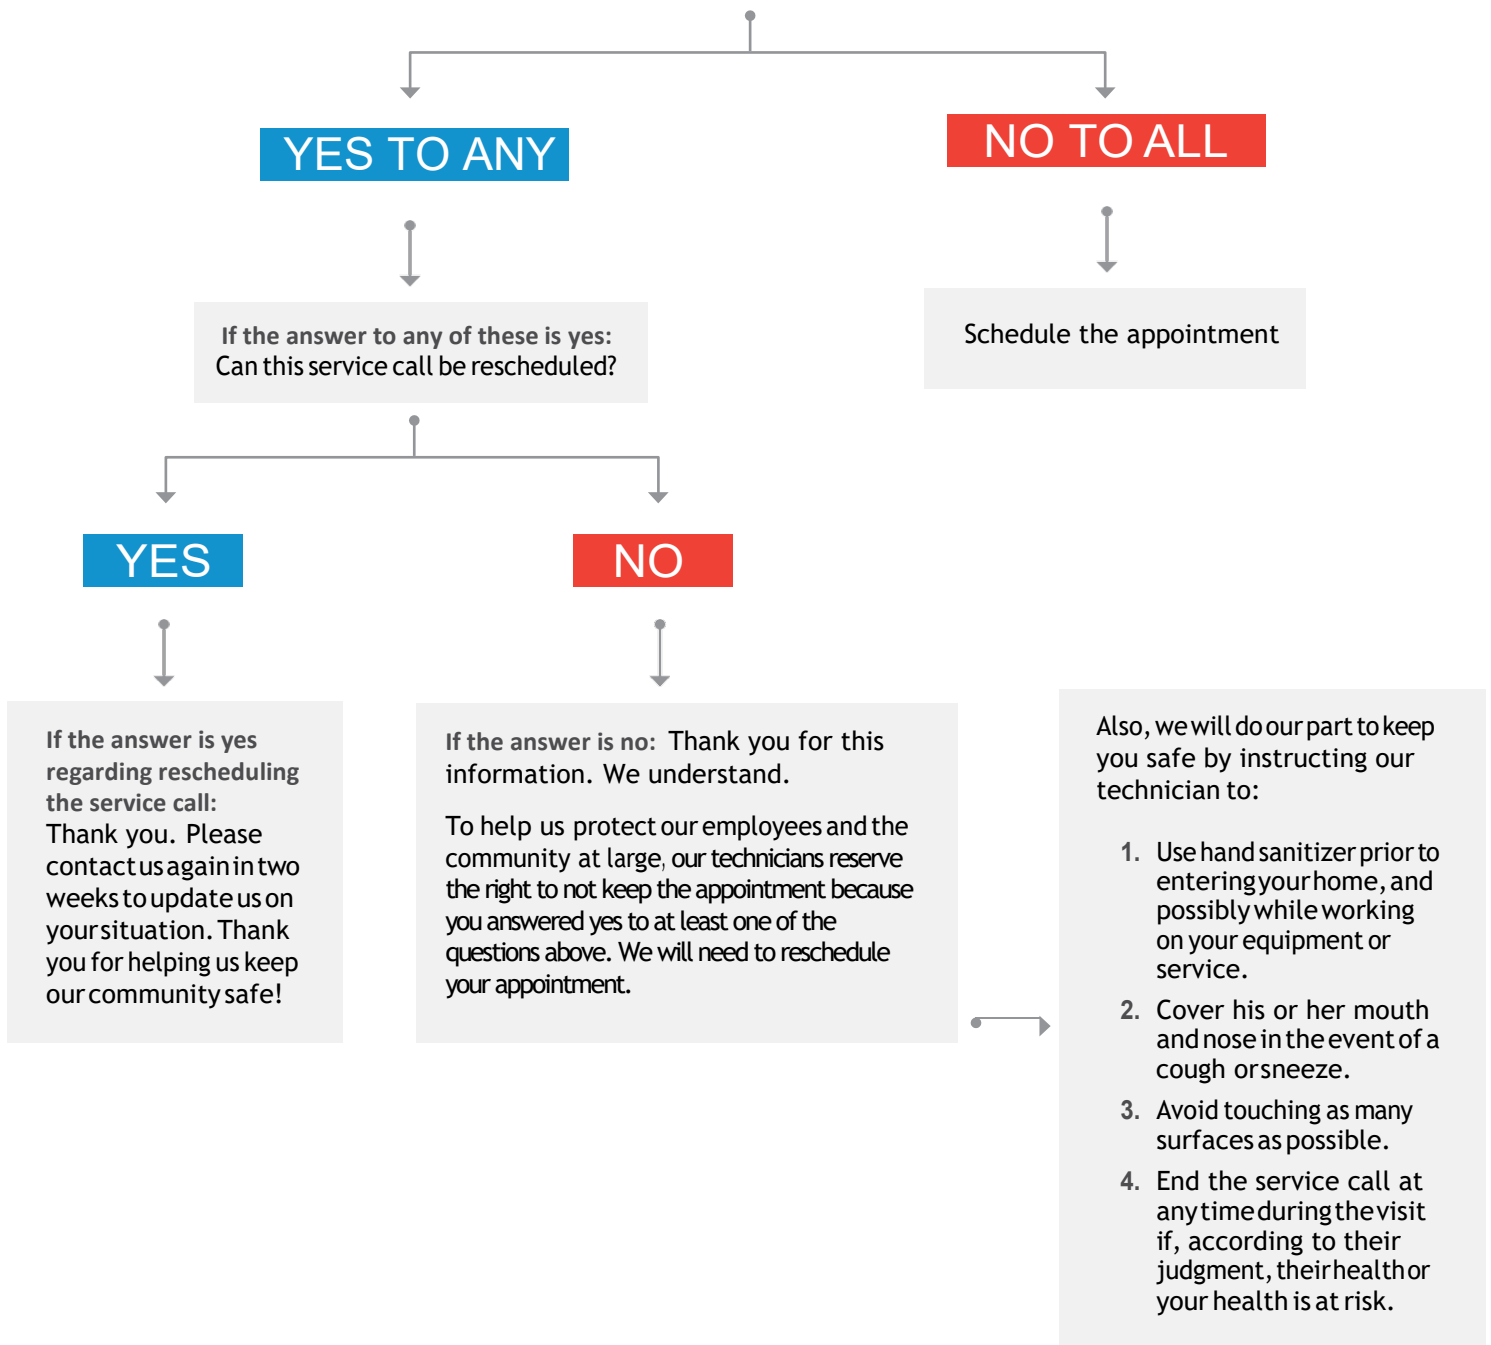 YES TO ANY
NO TO ALL
If the answer to any of these is yes:
Can this service call be rescheduled?
Schedule the appointment
YES
NO
If the answer is yes
regarding rescheduling
the service call:
Thank you. Please
contact us again in two
weeks to update us on
your situation. Thank
you for helping us keep
our community safe!
If the answer is no: Thank you for this
information. We understand.
To help us protect our employees and the
community at large, our technicians reserve
the right to not keep the appointment because
you answered yes to at least one of the
questions above. We will need to reschedule
your appointment.
Also, we will do our part to keep
you safe by instructing our
technician to:
1. Use hand sanitizer prior to
entering your home, and
possibly while working
on your equipment or
service.
2. Cover his or her mouth
and nose in the event of a
cough or sneeze.
3. Avoid touching as many
surfaces as possible.
4. End the service call at
any time during the visit
if, according to their
judgment, their health or
your health is at risk.